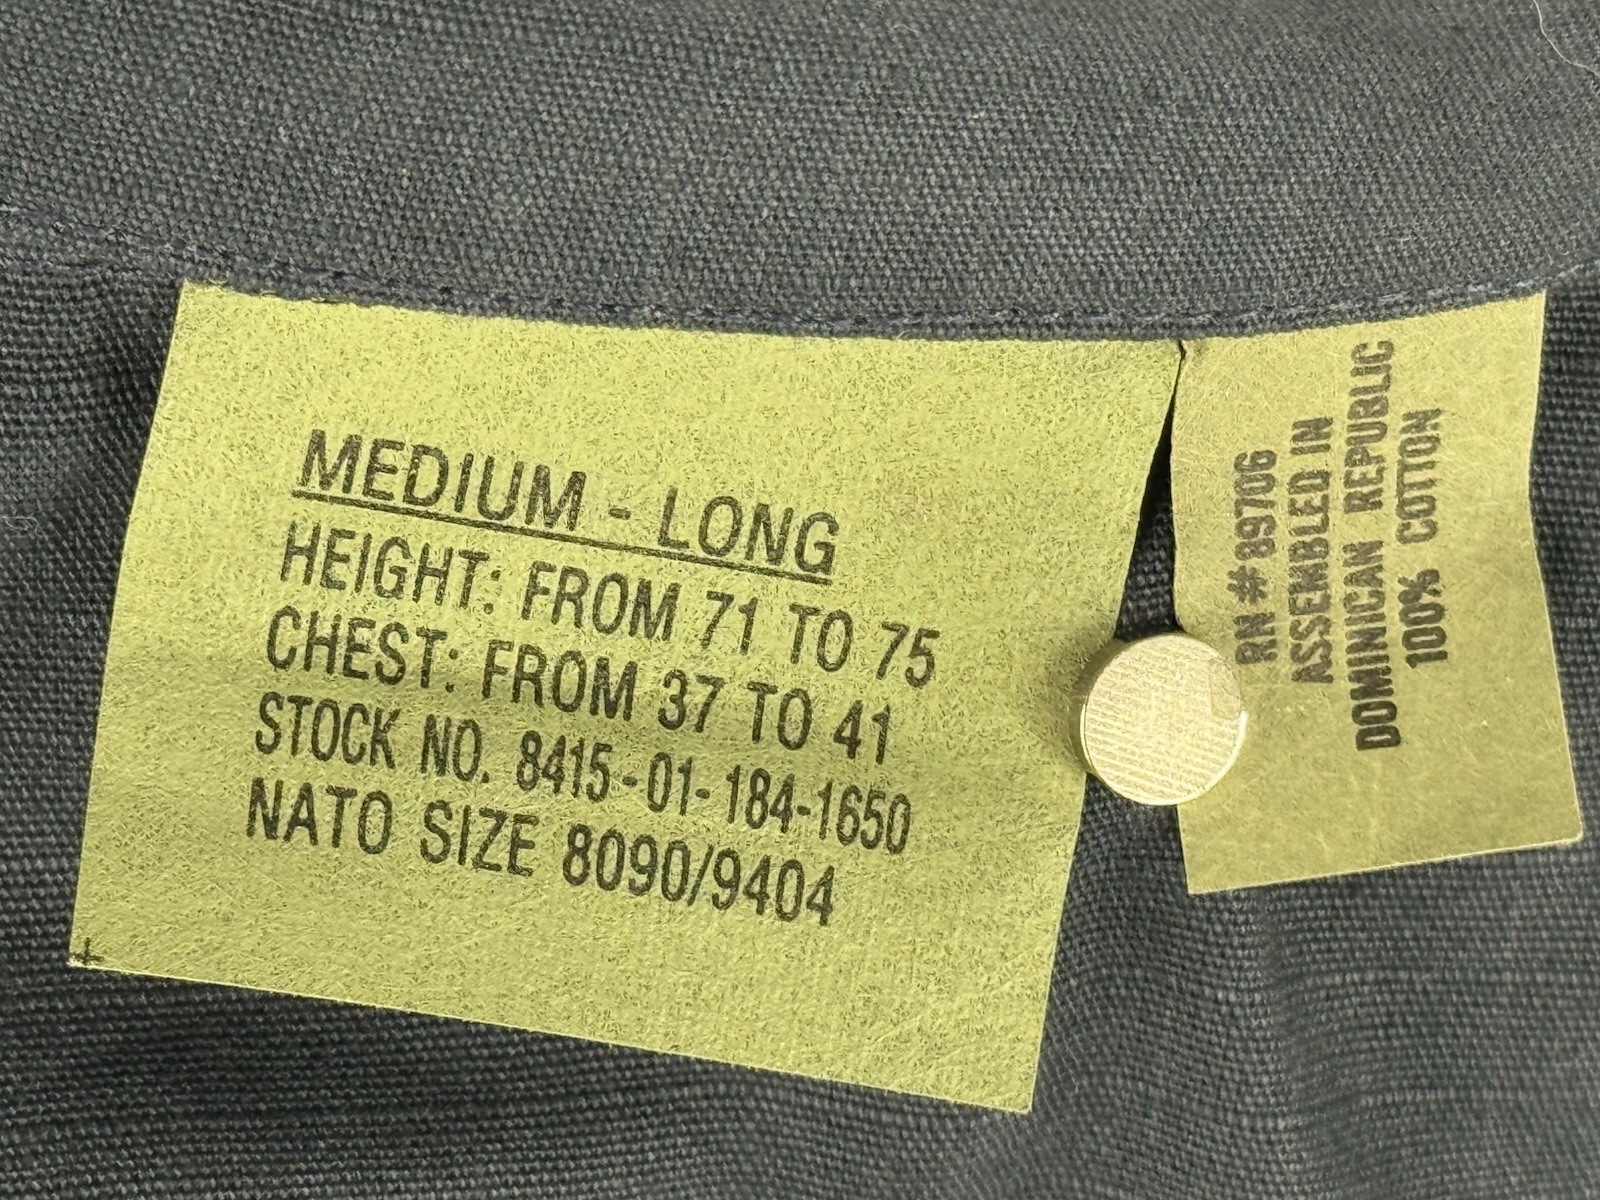 MEDIUM - LONG
HEIGHT: FROM 71 TO 75
CHEST: FROM 37 TO 41
STOCK NO. 8415-01-184-1650
NATO SIZE 8090/9404
RN # 89706
ASSEMBLED IN
DOMINICAN REPUBLIC
100% COTTON